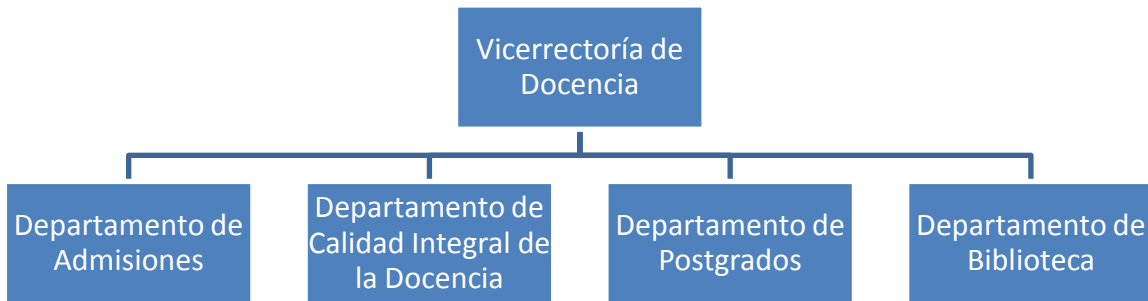 Vicerrectoría de
Docencia
Departamento de
Admisiones
Departamento de
Calidad Integral de
la Docencia
Departamento de
Postgrados
Departamento de
Biblioteca